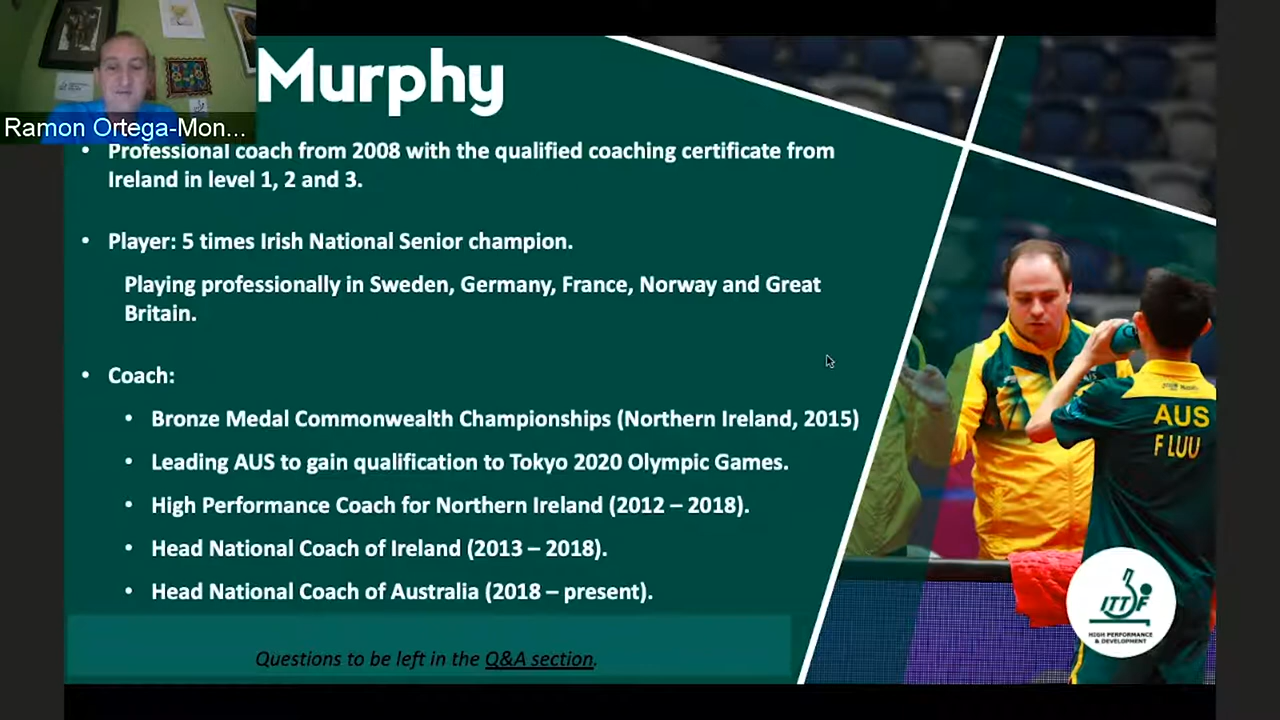 Murphy
Ramon Ortega-Mon...
• Professional coach from 2008 with the qualified coaching certificate from
Ireland in level 1, 2 and 3.
• Player: 5 times Irish National Senior champion.
Playing professionally in Sweden, Germany, France, Norway and Great
Britain.
• Coach:
• Bronze Medal Commonwealth Championships (Northern Ireland, 2015)
• Leading AUS to gain qualification to Tokyo 2020 Olympic Games.
• High Performance Coach for Northern Ireland (2012 – 2018).
• Head National Coach of Ireland (2013 – 2018).
• Head National Coach of Australia (2018 – present).
Questions to be left in the Q&A section.
AUS
F LUU
ITTF
HIGH PERFORMANCE
& DEVELOPMENT